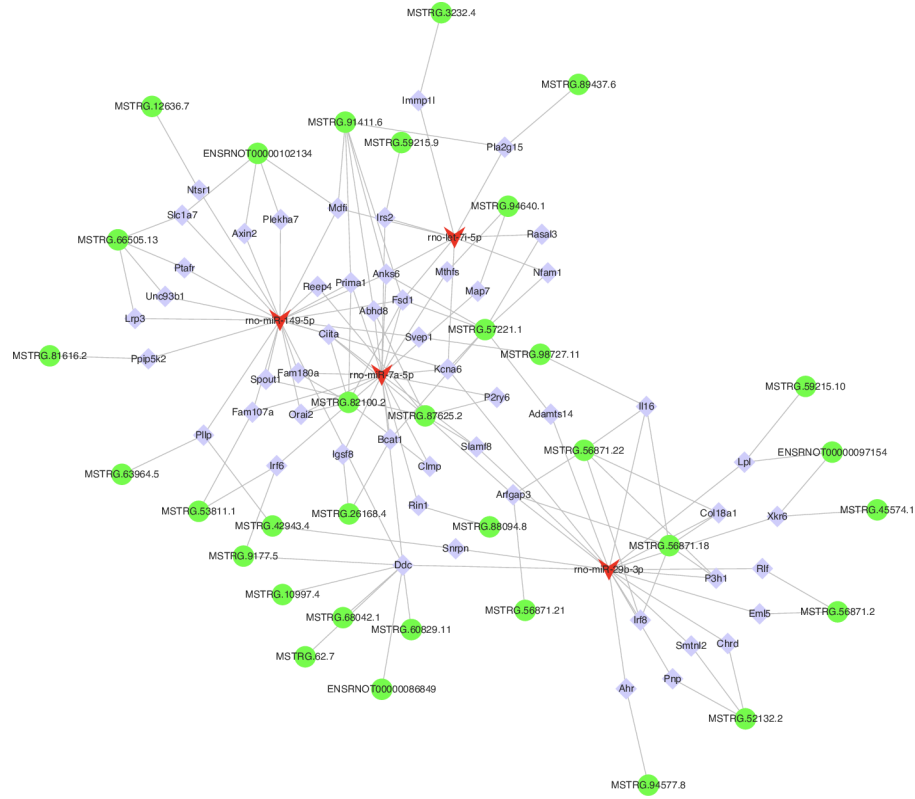 MSTRG.3232.4
MSTRG.89437.6
Immp1l
MSTRG.12636.7
MSTRG.91411.6
MSTRG.59215.9
Pla2g15
ENSRNOT00000102134
Ntsr1
Mdfi
MSTRG.94640.1
Slc1a7
Plekha7
Irs2
Axin2
rno-let-7i-5p
Rasal3
MSTRG.66505.13
Ptafr
Anks6
Mthfs
Nfam1
Reep4
Prima1
Map7
Unc93b1
Fsd1
Abhd8
Lrp3
rno-miR-149-5p
MSTRG.57221.1
Ciita
Svep1
MSTRG.81616.2
Ppip5k2
MSTRG.98727.11
Kcna6
Fam180a
rno-miR-7a-5p
Spout1
MSTRG.59215.10
P2ry6
MSTRG.82100.2
Il16
Fam107a
Orai2
MSTRG.87625.2
Adamts14
Pllp
Bcat1
Slamf8
MSTRG.56871.22
ENSRNOT00000097154
Igsf8
Lpl
Irf6
Clmp
MSTRG.63964.5
Arfgap3
Rin1
MSTRG.53811.1
MSTRG.26168.4
Col18a1
Xkr6
MSTRG.45574.1
MSTRG.42943.4
MSTRG.88094.8
MSTRG.56871.18
Snrpn
MSTRG.9177.5
Ddc
rno-miR-29b-3p
Rlf
P3h1
MSTRG.10997.4
MSTRG.56871.21
MSTRG.56871.2
Eml5
MSTRG.68042.1
Irf8
MSTRG.60829.11
Smtnl2
Chrd
MSTRG.62.7
Pnp
ENSRNOT00000086849
Ahr
MSTRG.52132.2
MSTRG.94577.8